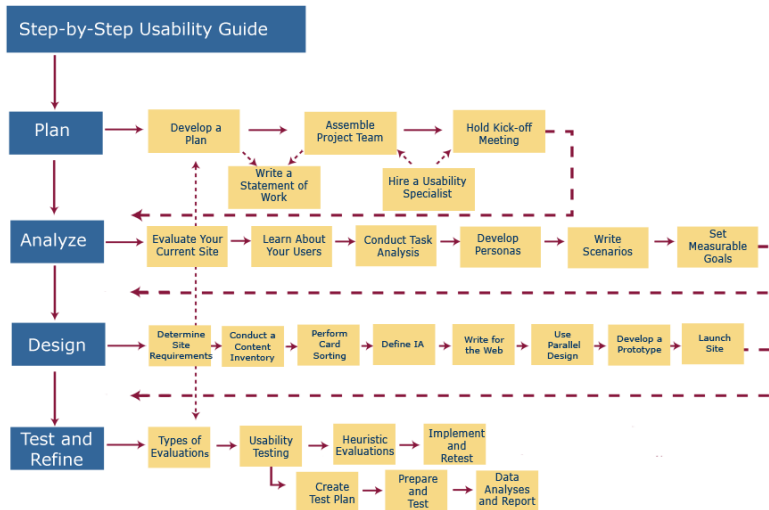 Step-by-Step Usability Guide
Plan
Develop a
Plan
Assemble
Project Team
Hold Kick-off
Meeting
Write a
Statement of
Work
Hire a Usability
Specialist
Analyze
Evaluate Your
Current Site
Learn About
Your Users
Conduct Task
Analysis
Develop
Personas
Write
Scenarios
Set
Measurable
Goals
Design
Determine
Site
Requirements
Conduct a
Content
Inventory
Perform
Card
Sorting
Define IA
Write for
the Web
Use
Parallel
Design
Develop a
Prototype
Launch
Site
Test and
Refine
Types of
Evaluations
Usability
Testing
Heuristic
Evaluations
Implement
and
Retest
Create
Test Plan
Prepare
and
Test
Data
Analyses
and Report